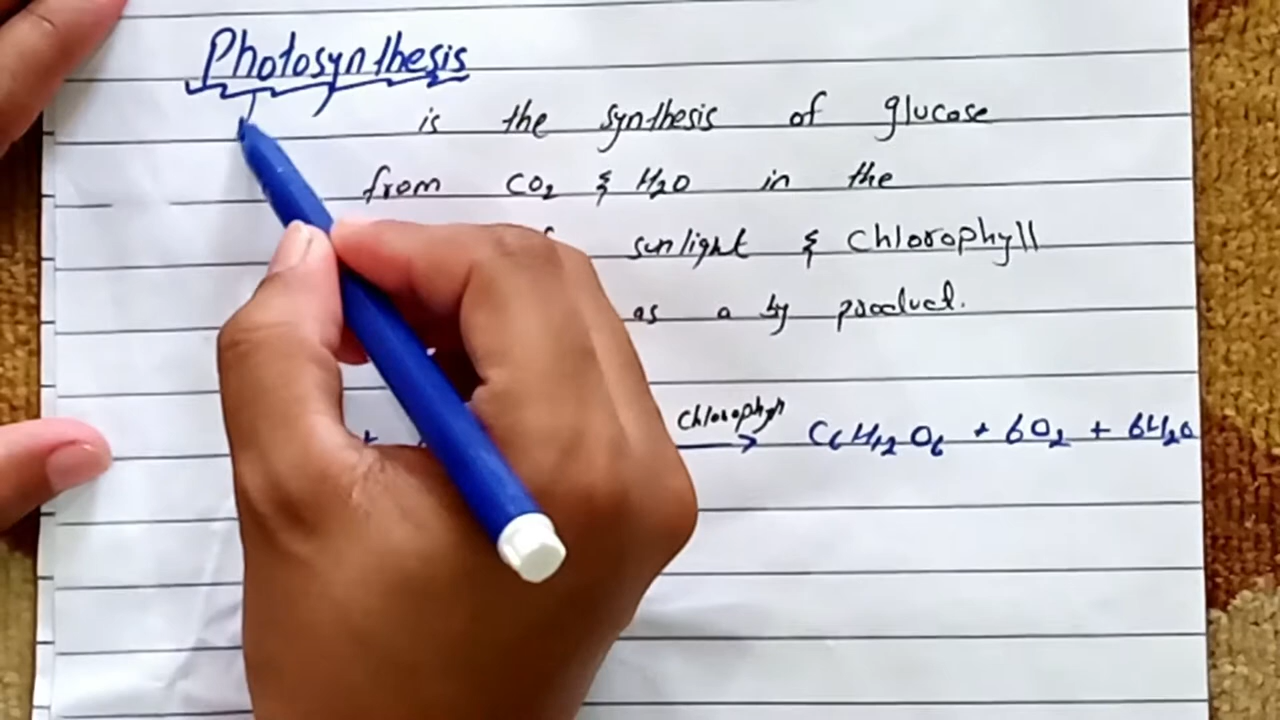 Photosynthesis
is the synthesis of glucose
from CO₂ & H₂O in the
sunlight & Chlorophyll
as a by product.
Chlorophyll
+ → C₆H₁₂O₆ + 6O₂ + 6H₂O